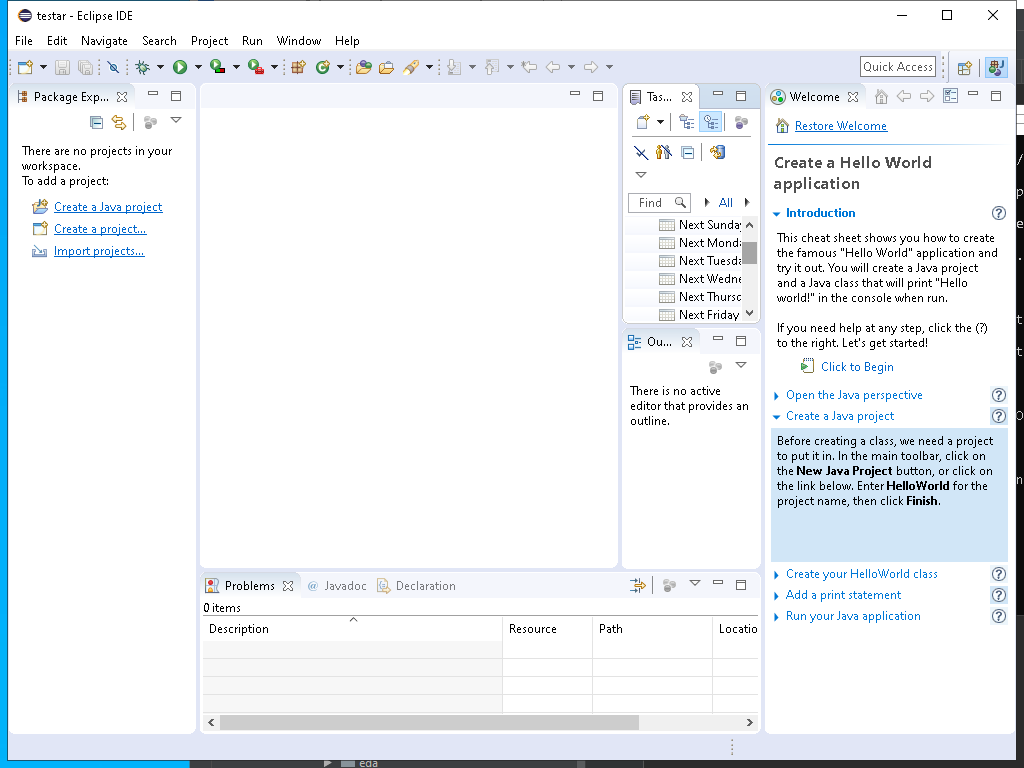 testar - Eclipse IDE
File Edit Navigate Search Project Run Window Help
Quick Access
Package Exp...
There are no projects in your
workspace.
To add a project:
Create a Java project
Create a project...
Import projects...
Tas...
Find
All
Next Sunday
Next Monda
Next Tuesda
Next Wedne
Next Thursd
Next Friday
Ou...
There is no active
editor that provides an
outline.
Problems
@ Javadoc
Declaration
0 items
Description
Resource
Path
Locatio
Welcome
Restore Welcome
Create a Hello World
application
Introduction
This cheat sheet shows you how to create
the famous "Hello World" application and
try it out. You will create a Java project
and a Java class that will print "Hello
world!" in the console when run.
If you need help at any step, click the (?)
to the right. Let's get started!
Click to Begin
Open the Java perspective
Create a Java project
Before creating a class, we need a project
to put it in. In the main toolbar, click on
the New Java Project button, or click on
the link below. Enter HelloWorld for the
project name, then click Finish.
Create your HelloWorld class
Add a print statement
Run your Java application
eda